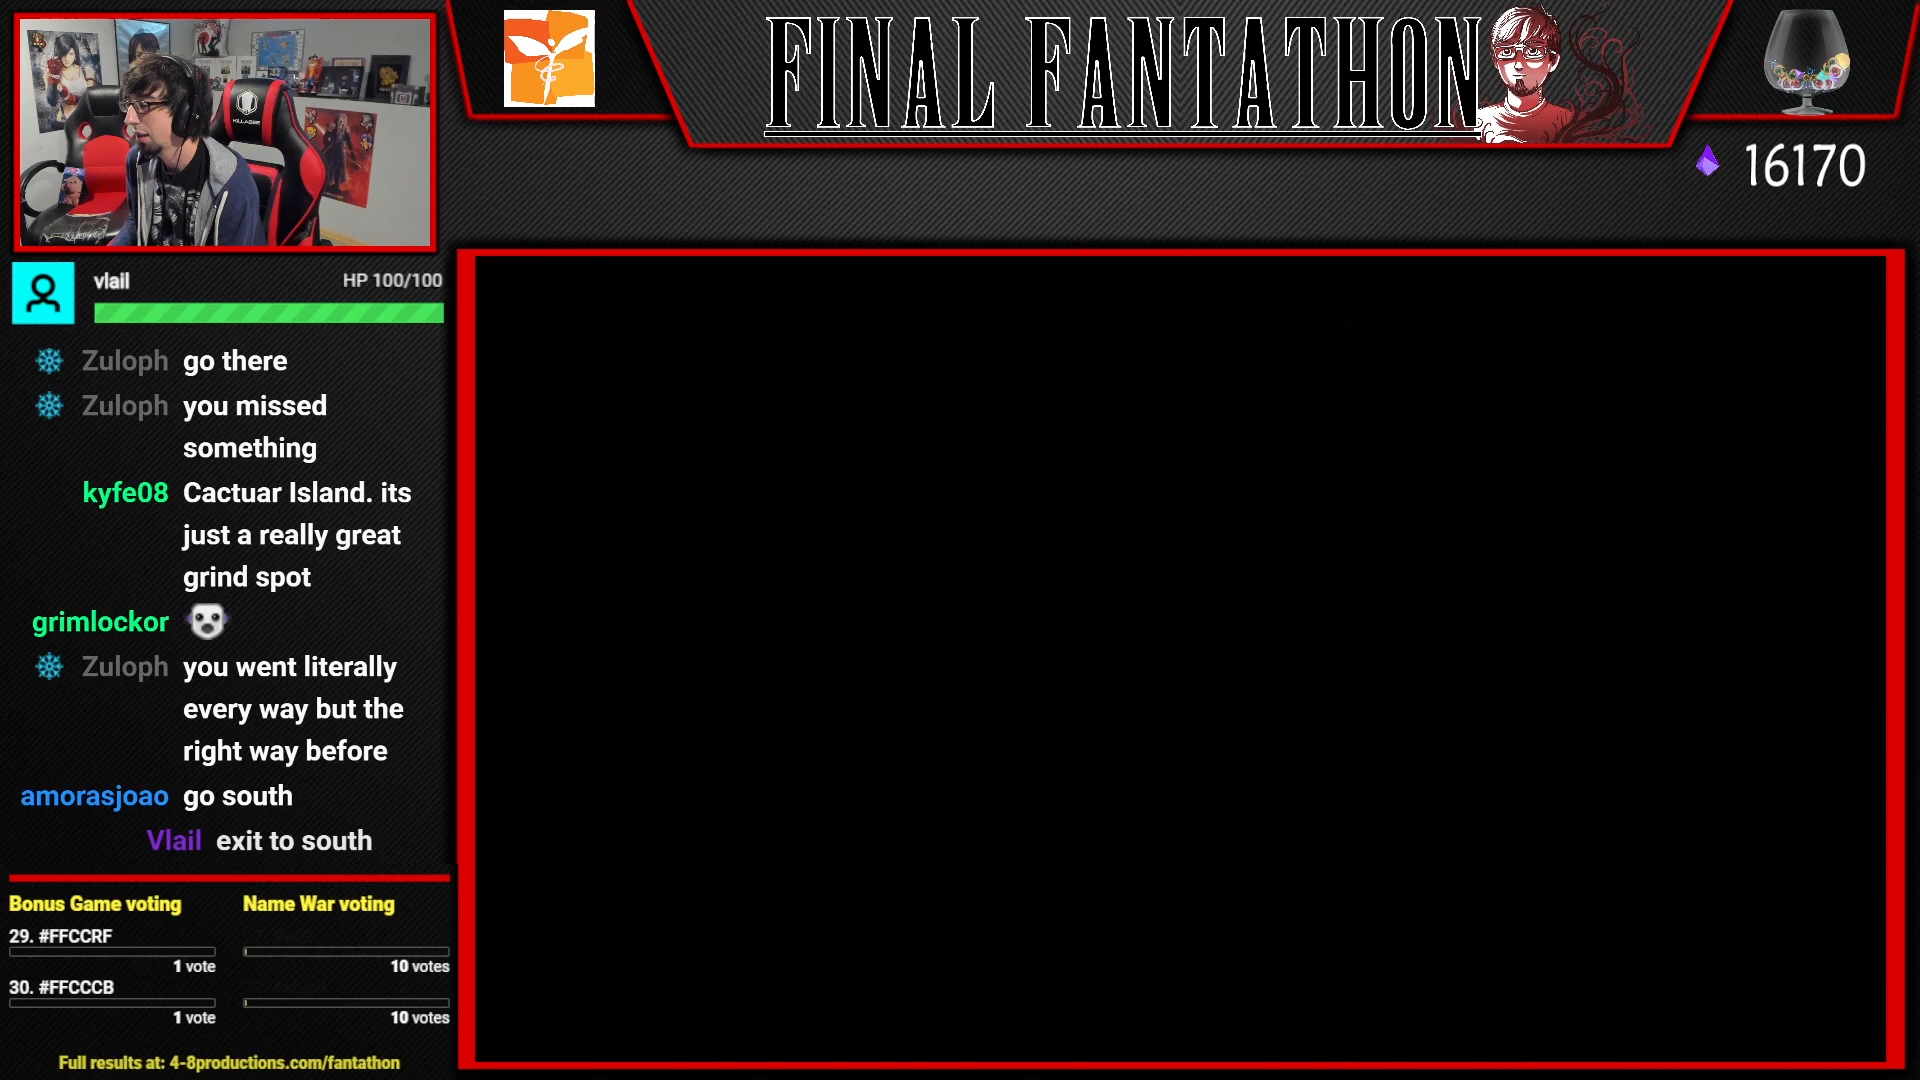 FINAL FANTATHON
16170
KILLABEE
vlail HP 100/100
Zuloph go there
Zuloph you missed
something
kyfe08 Cactuar Island. its
just a really great
grind spot
grimlockor
Zuloph you went literally
every way but the
right way before
amorasjoao go south
Vlail exit to south
Bonus Game voting Name War voting
29. #FFCCRF
1 vote 10 votes
30. #FFCCCB
1 vote 10 votes
Full results at: 4-8productions.com/fantathon